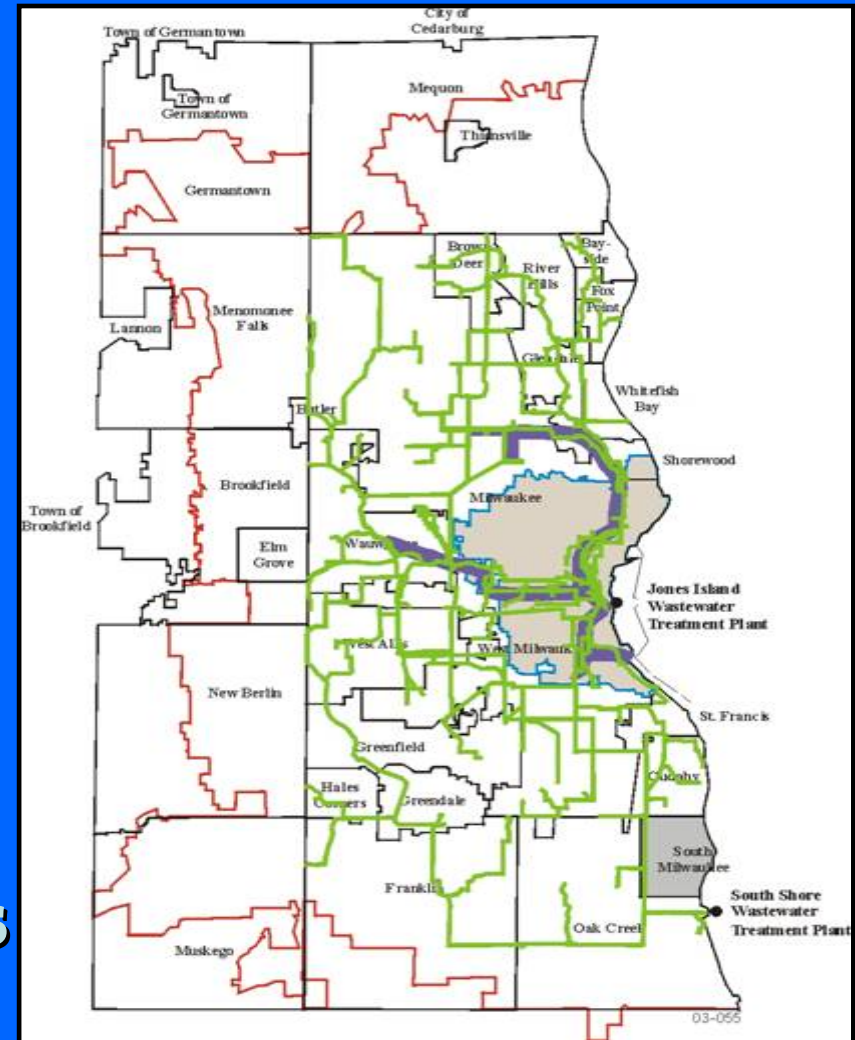 City of
Cedarburg
Town of Germantown
Mequon
Town of
Germantown
Thiensville
Germantown
Brown
Deer
Bay-
side
River
Hills
Fox
Point
Menomonee
Falls
Lannon
Glendale
Whitefish
Bay
Butler
Shorewood
Brookfield
Milwaukee
Town of
Brookfield
Elm
Grove
Jones Island
Wastewater
Treatment Plant
West Allis
West Milwaukee
New Berlin
St. Francis
Greenfield
Cudahy
Hales
Corners
Greendale
South
Milwaukee
Franklin
South Shore
Wastewater
Treatment Plant
Oak Creek
Muskego
03-055